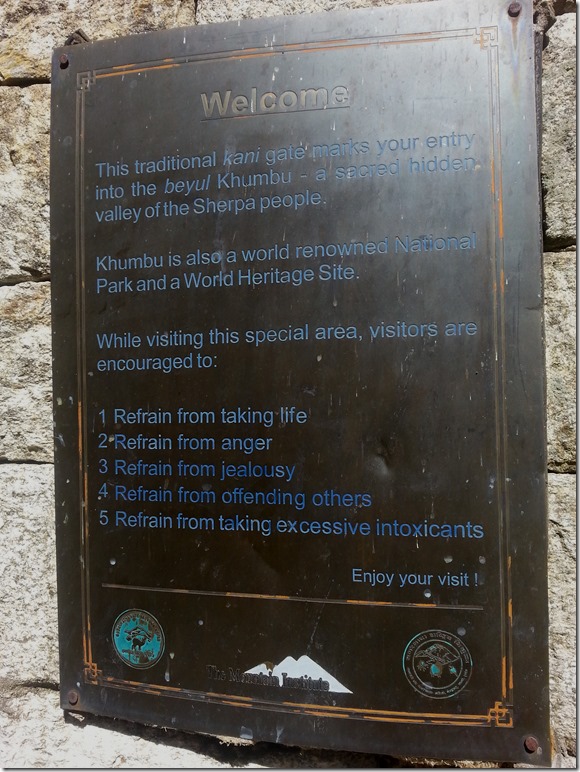 Welcome
This traditional kani gate marks your entry
into the beyul Khumbu - a sacred hidden
valley of the Sherpa people.
Khumbu is also a world renowned National
Park and a World Heritage Site.
While visiting this special area, visitors are
encouraged to:
1 Refrain from taking life
2 Refrain from anger
3 Refrain from jealousy
4 Refrain from offending others
5 Refrain from taking excessive intoxicants
Enjoy your visit !
The Mountain Institute